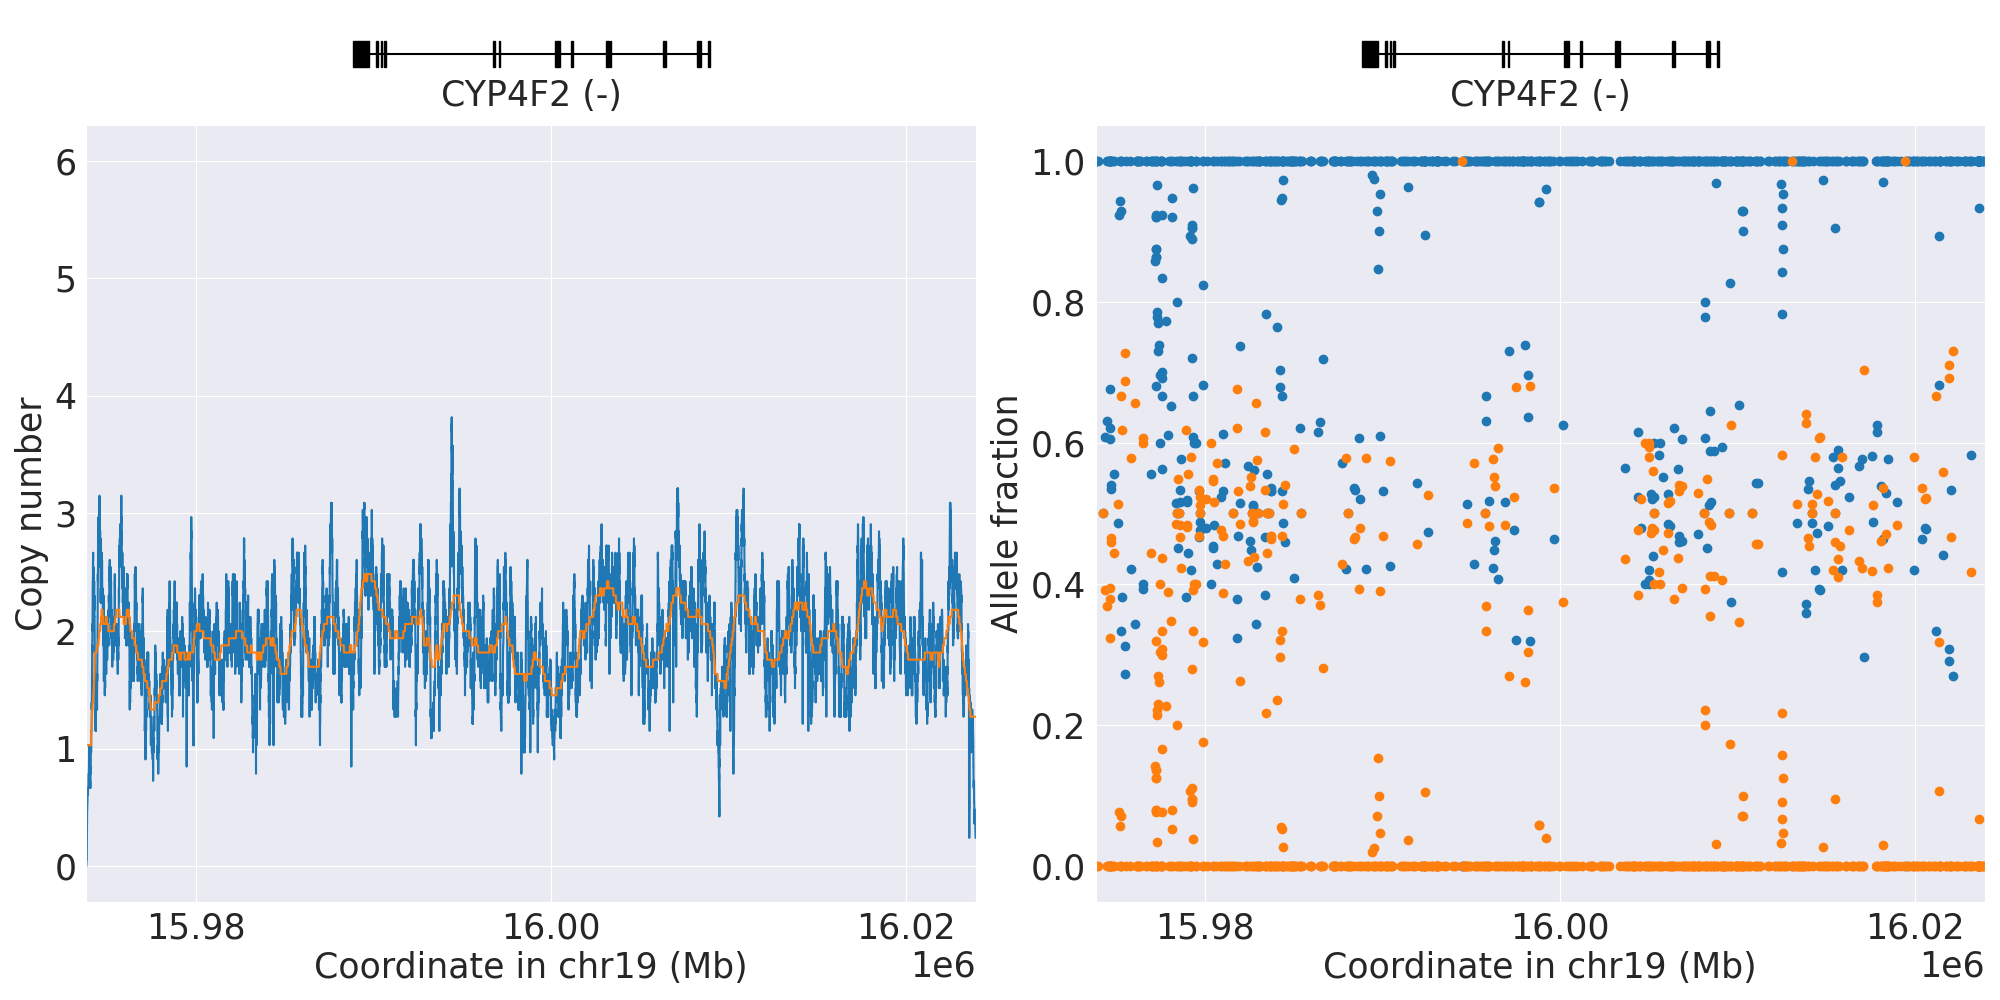 CYP4F2 (-)
6
5
4
3
2
1
0
Copy number
15.98
16.00
16.02
Coordinate in chr19 (Mb)
1e6
CYP4F2 (-)
1.0
0.8
0.6
0.4
0.2
0.0
Allele fraction
15.98
16.00
16.02
Coordinate in chr19 (Mb)
1e6